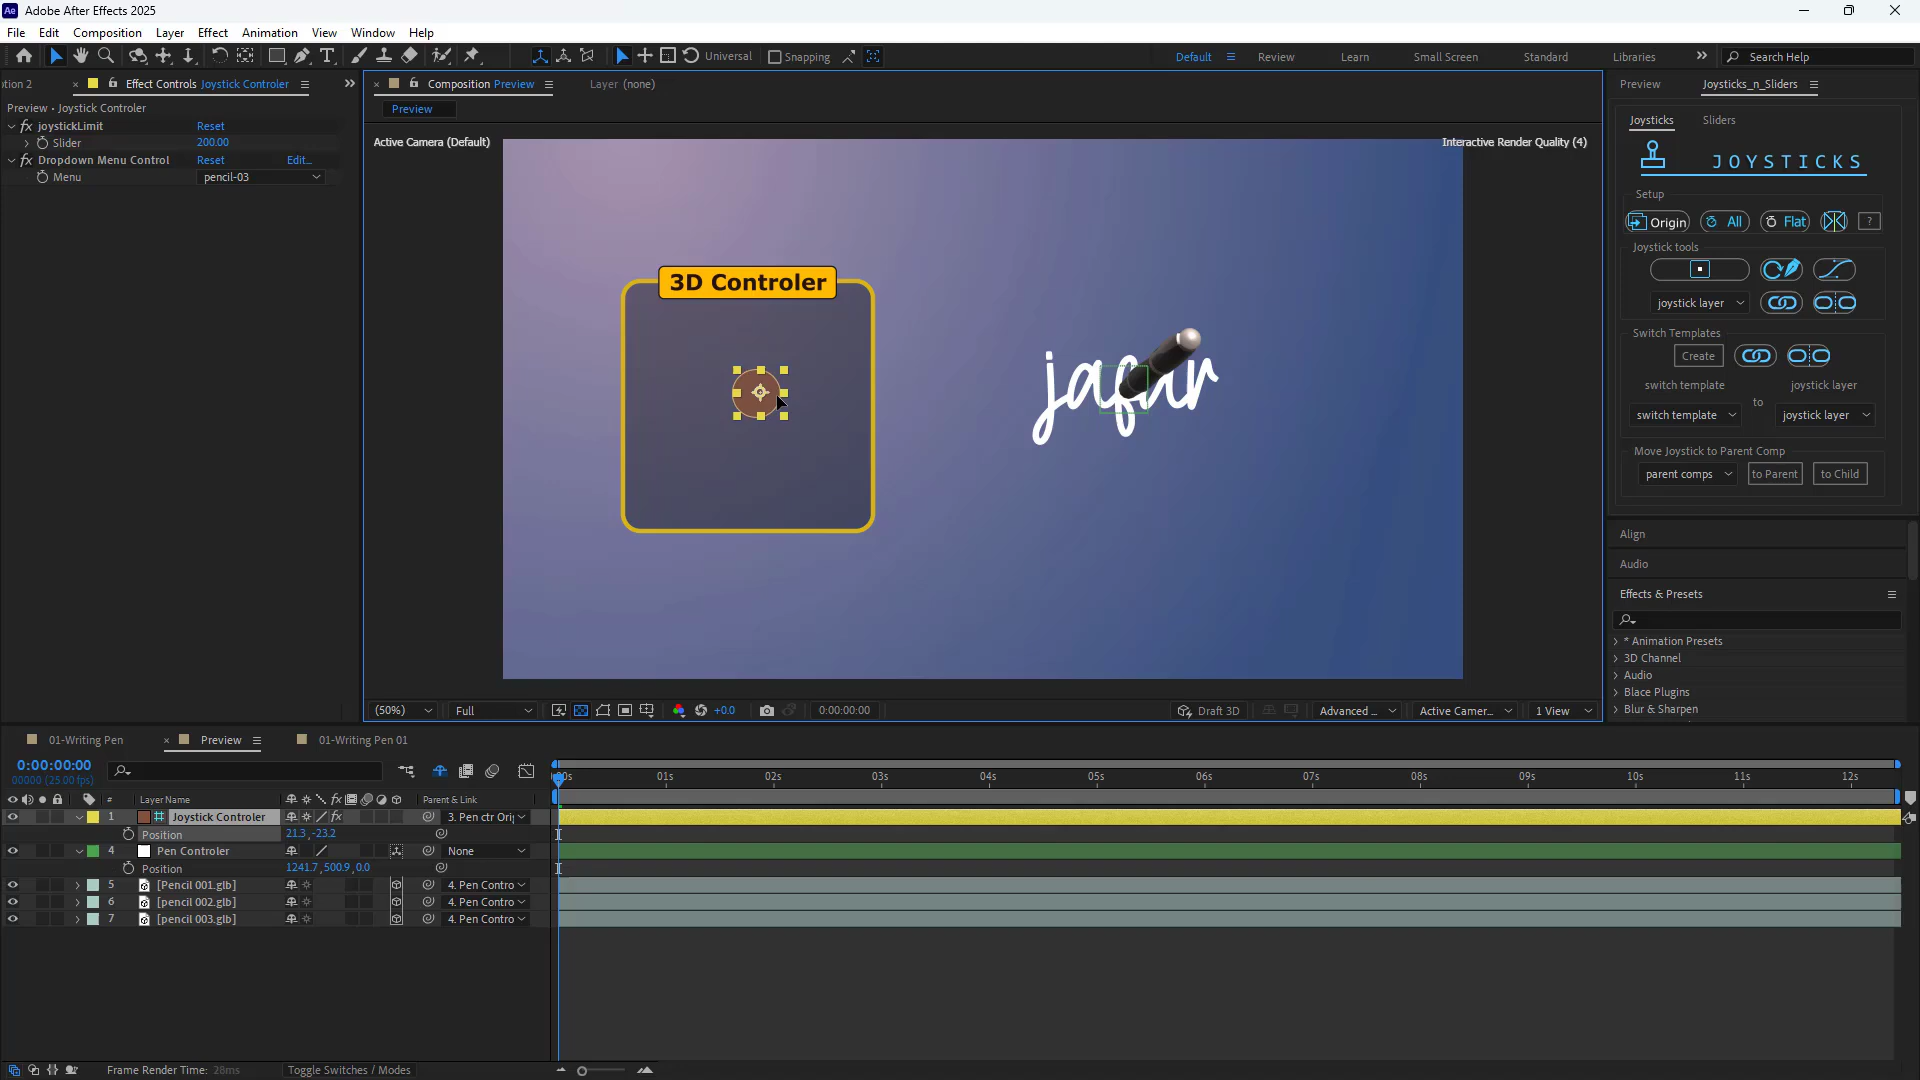 Adobe After Effects 2025
File Edit Composition Layer Effect Animation View Window Help
Universal Snapping Default Review Learn Small Screen Standard Libraries Search Help
tion 2 Effect Controls Joystick Controler
Preview • Joystick Controler
joystickLimit Reset
Slider 200.00
Dropdown Menu Control Reset Edit...
Menu pencil-03
Composition Preview Layer (none)
Preview
Active Camera (Default) Interactive Render Quality (4)
3D Controler
jafar
(50%) Full +0.0 0:00:00:00 Draft 3D Advanced ... Active Camer... 1 View
Preview Joysticks_n_Sliders
Joysticks Sliders
JOYSTICKS
Setup
Origin All Flat ?
Joystick tools
joystick layer
Switch Templates
Create
switch template joystick layer
to
switch template joystick layer
Move Joystick to Parent Comp
parent comps to Parent to Child
Align
Audio
Effects & Presets
* Animation Presets
3D Channel
Audio
Blace Plugins
Blur & Sharpen
01-Writing Pen Preview 01-Writing Pen 01
0:00:00:00
00000 (25.00 fps)
00s 01s 02s 03s 04s 05s 06s 07s 08s 09s 10s 11s 12s
# Layer Name fx Parent & Link
1 Joystick Controler fx 3. Pen ctr Ori
Position 21.3,-23.2
4 Pen Controler None
Position 1241.7,500.9,0.0
5 [Pencil 001.glb] 4. Pen Contro
6 [pencil 002.glb] 4. Pen Contro
7 [pencil 003.glb] 4. Pen Contro
Frame Render Time: 28ms Toggle Switches / Modes